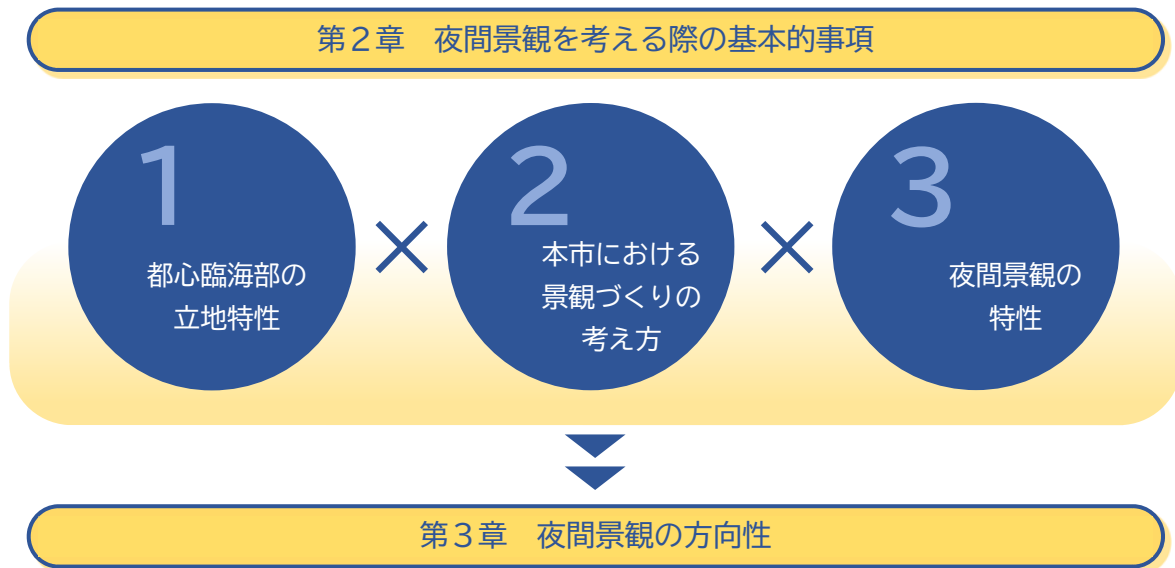 第２章　夜間景観を考える際の基本的事項
1
都心臨海部の
立地特性
×
2
本市における
景観づくりの
考え方
×
3
夜間景観の
特性
第３章　夜間景観の方向性